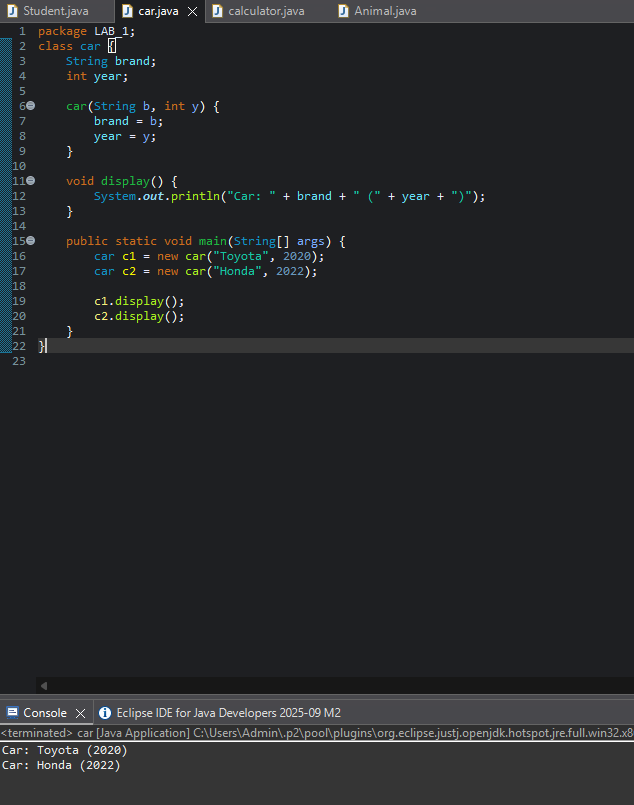 Student.java car.java calculator.java Animal.java
1 package LAB_1;
2 class car {
3     String brand;
4     int year;
5
6     car(String b, int y) {
7         brand = b;
8         year = y;
9     }
10
11     void display() {
12         System.out.println("Car: " + brand + " (" + year + ")");
13     }
14
15     public static void main(String[] args) {
16         car c1 = new car("Toyota", 2020);
17         car c2 = new car("Honda", 2022);
18
19         c1.display();
20         c2.display();
21     }
22 }
23
Console Eclipse IDE for Java Developers 2025-09 M2
<terminated> car [Java Application] C:\Users\Admin\.p2\pool\plugins\org.eclipse.justj.openjdk.hotspot.jre.full.win32.x8
Car: Toyota (2020)
Car: Honda (2022)